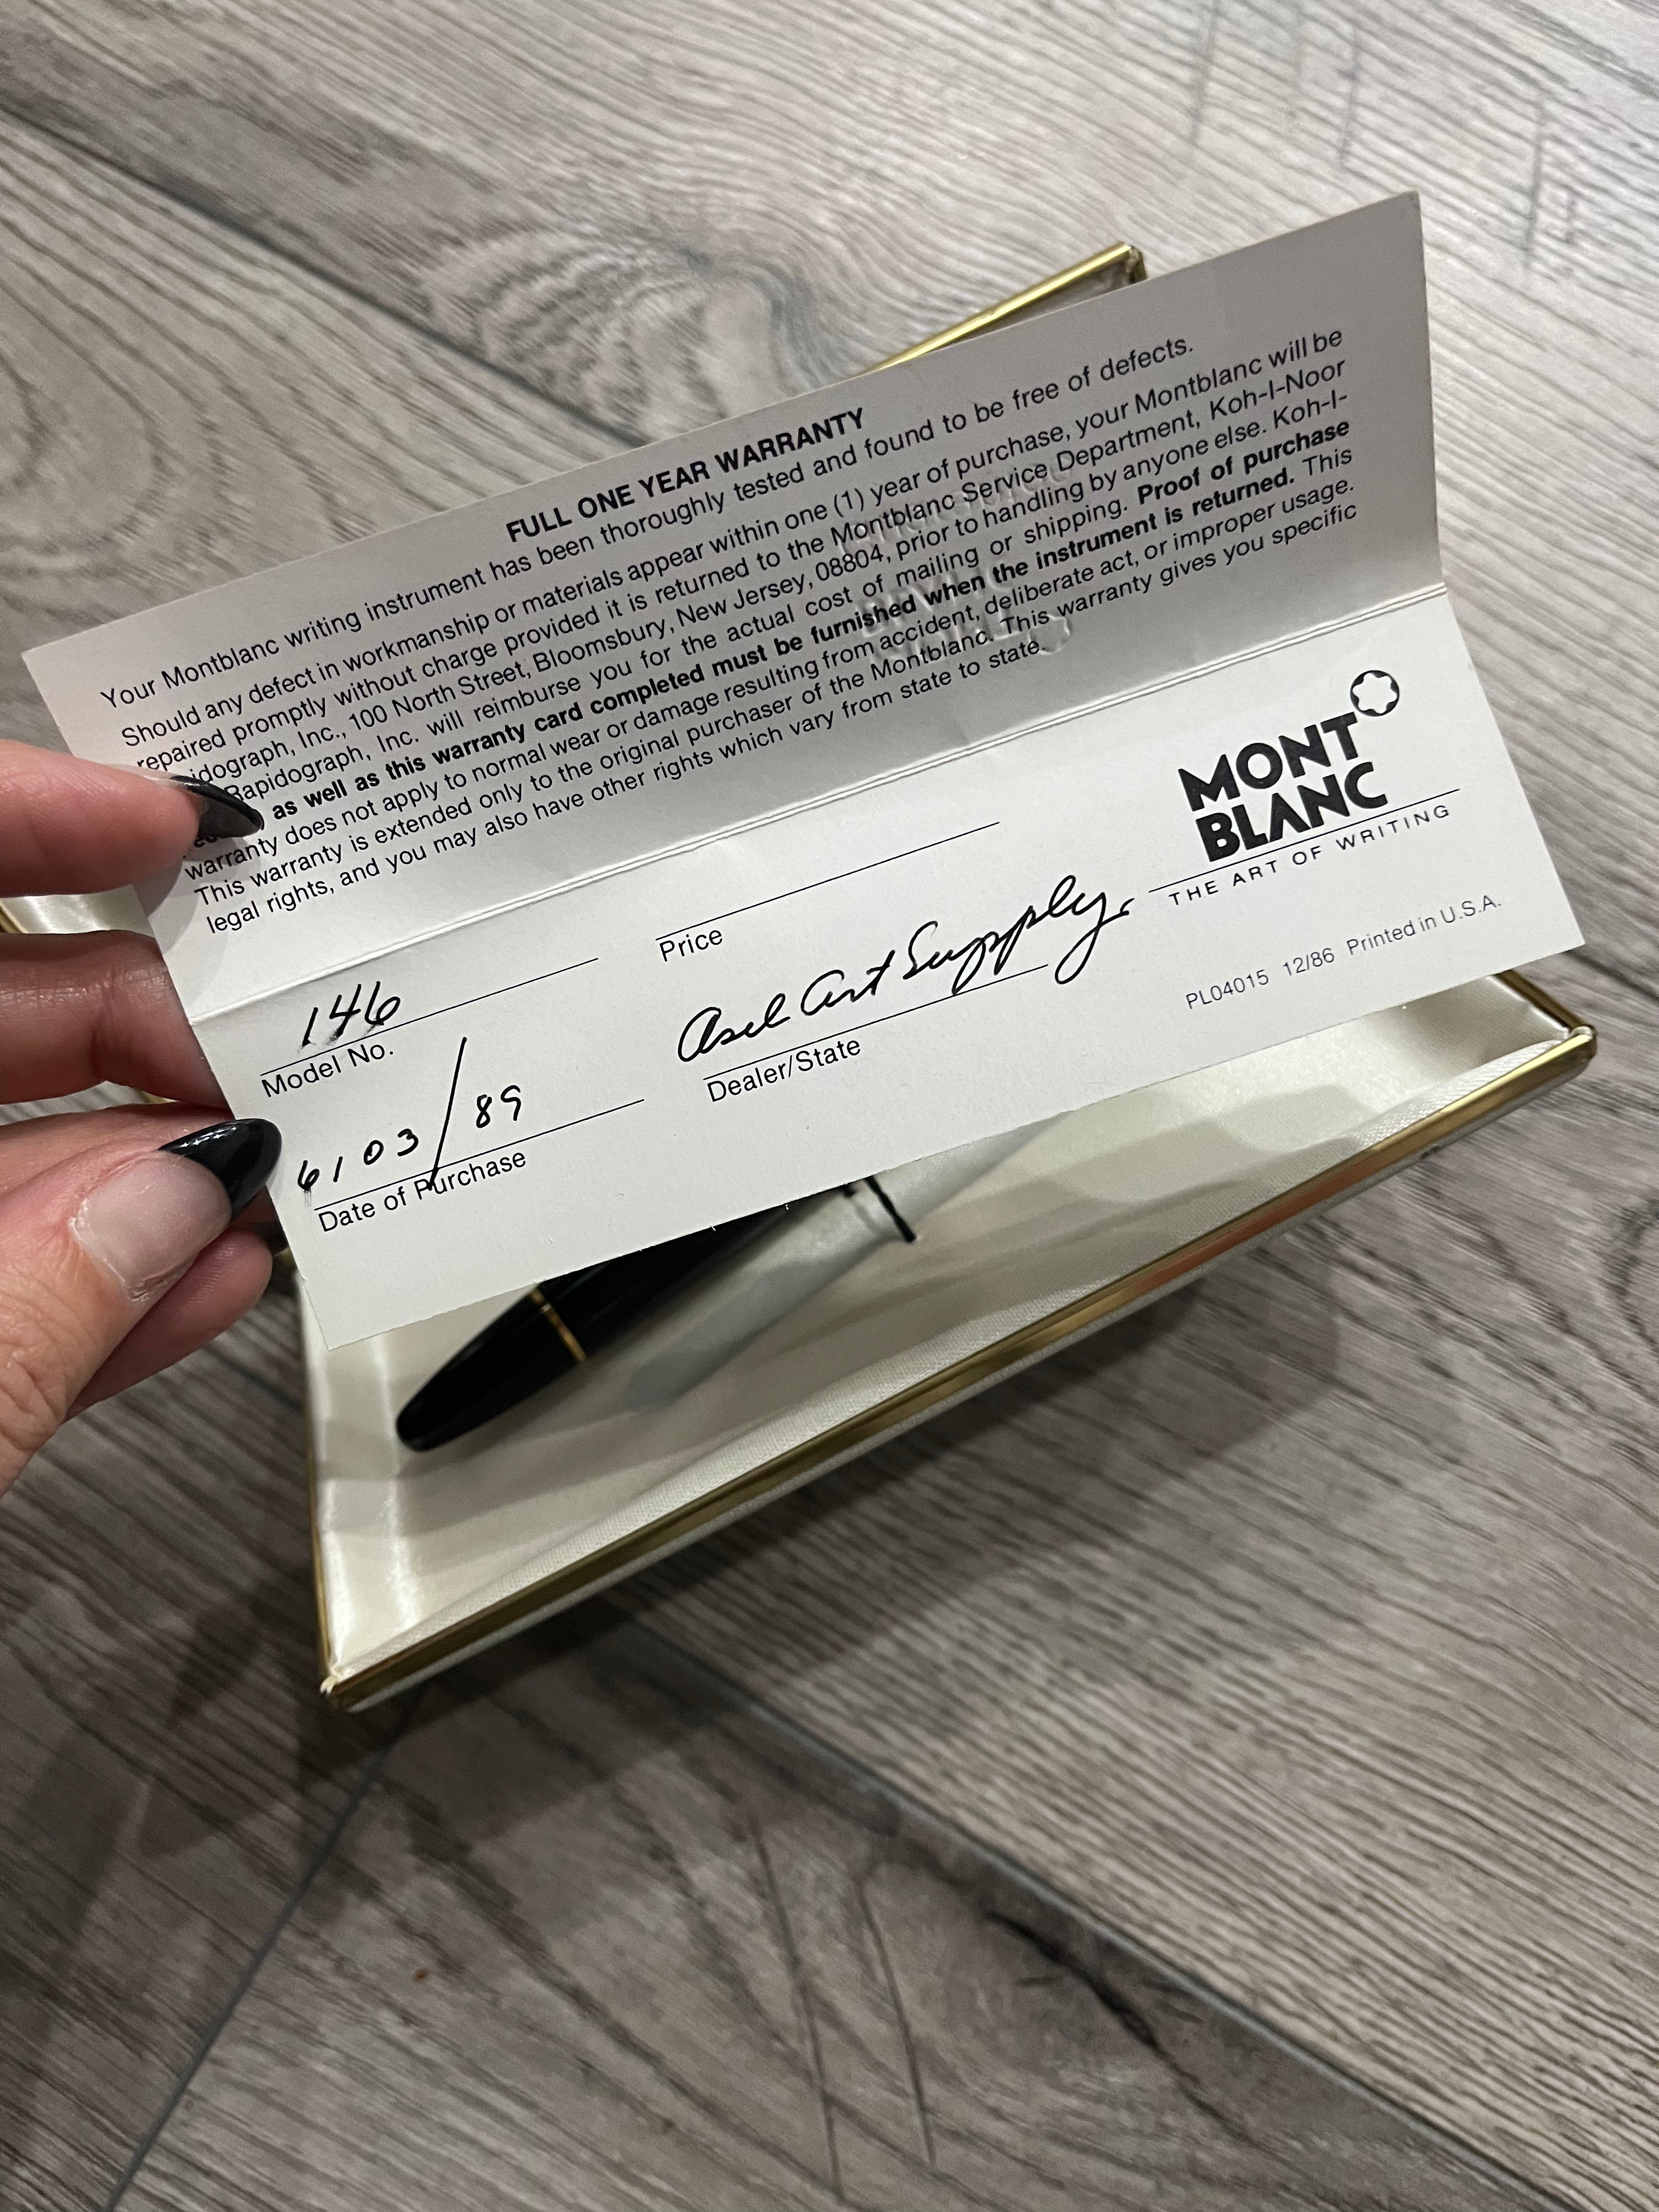 FULL ONE YEAR WARRANTY
Your Montblanc writing instrument has been thoroughly tested and found to be free of defects.
Should any defect in workmanship or materials appear within one (1) year of purchase, your Montblanc will be
repaired promptly without charge provided it is returned to the Montblanc Service Department, Koh-I-Noor
idograph, Inc., 100 North Street, Bloomsbury, New Jersey, 08804, prior to handling by anyone else. Koh-I-
Rapidograph, Inc. will reimburse you for the actual cost of mailing or shipping. Proof of purchase
as well as this warranty card completed must be furnished when the instrument is returned. This
warranty does not apply to normal wear or damage resulting from accident, deliberate act, or improper usage.
This warranty is extended only to the original purchaser of the Montblanc. This warranty gives you specific
legal rights, and you may also have other rights which vary from state to state.
146
Model No.
Price
6103/89
Date of Purchase
Asel Art Supply
Dealer/State
MONT
BLANC
THE ART OF WRITING
PL04015 12/86 Printed in U.S.A.